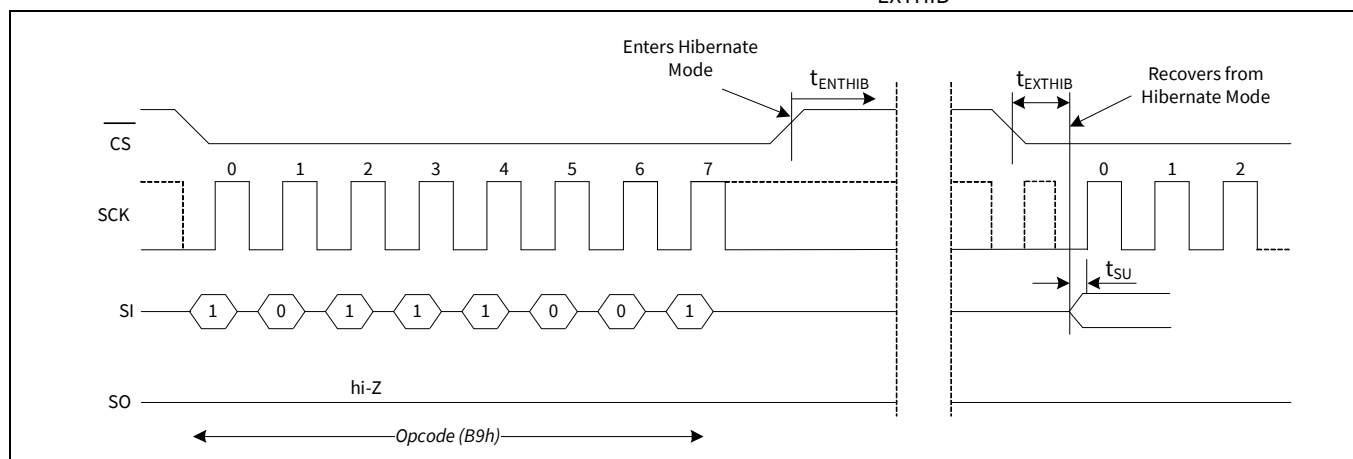 EXTHIB
Enters Hibernate
Mode
tENTHIB
tEXTHIB
Recovers from
Hibernate Mode
CS
0 1 2 3 4 5 6 7 0 1 2
SCK
tSU
SI 1 0 1 1 1 0 0 1
hi-Z
SO
Opcode (B9h)